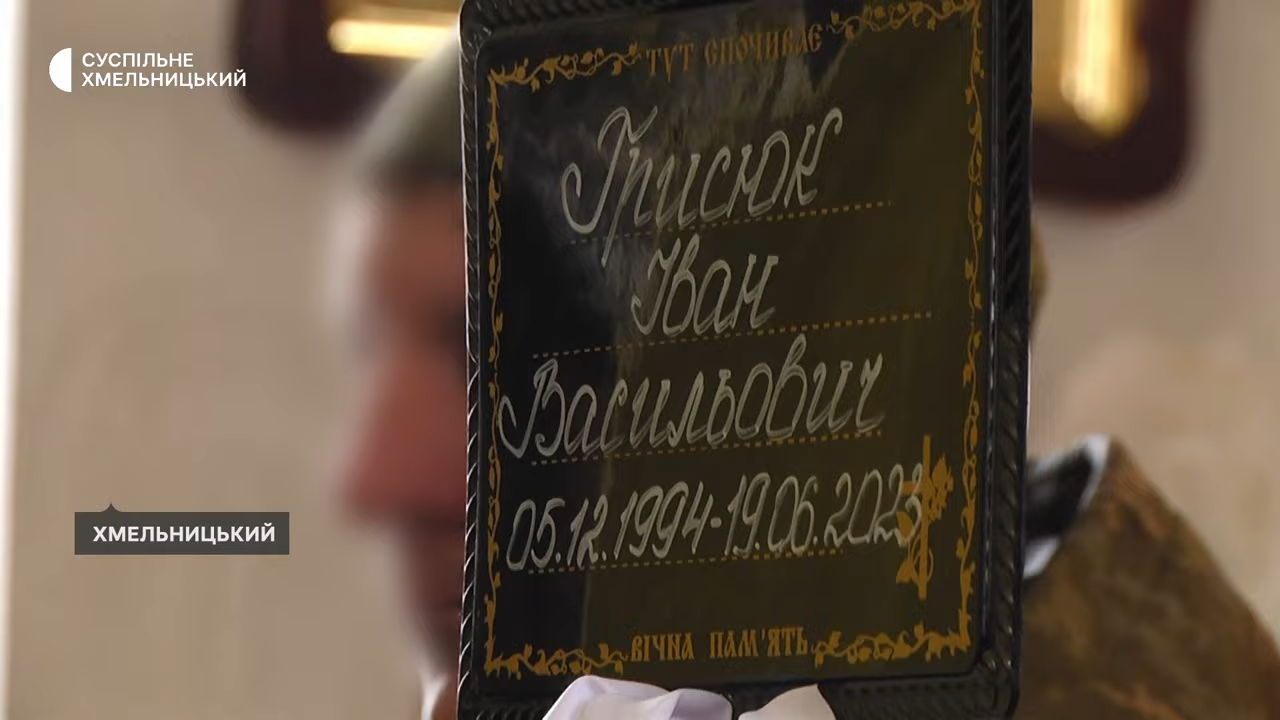 СУСПІЛЬНЕ
ХМЕЛЬНИЦЬКИЙ
ТУТ СПОЧИВАЄ
Грисюк
Іван
Васильович
05.12.1994-19.06.2023
ВІЧНА ПАМ'ЯТЬ
ХМЕЛЬНИЦЬКИЙ